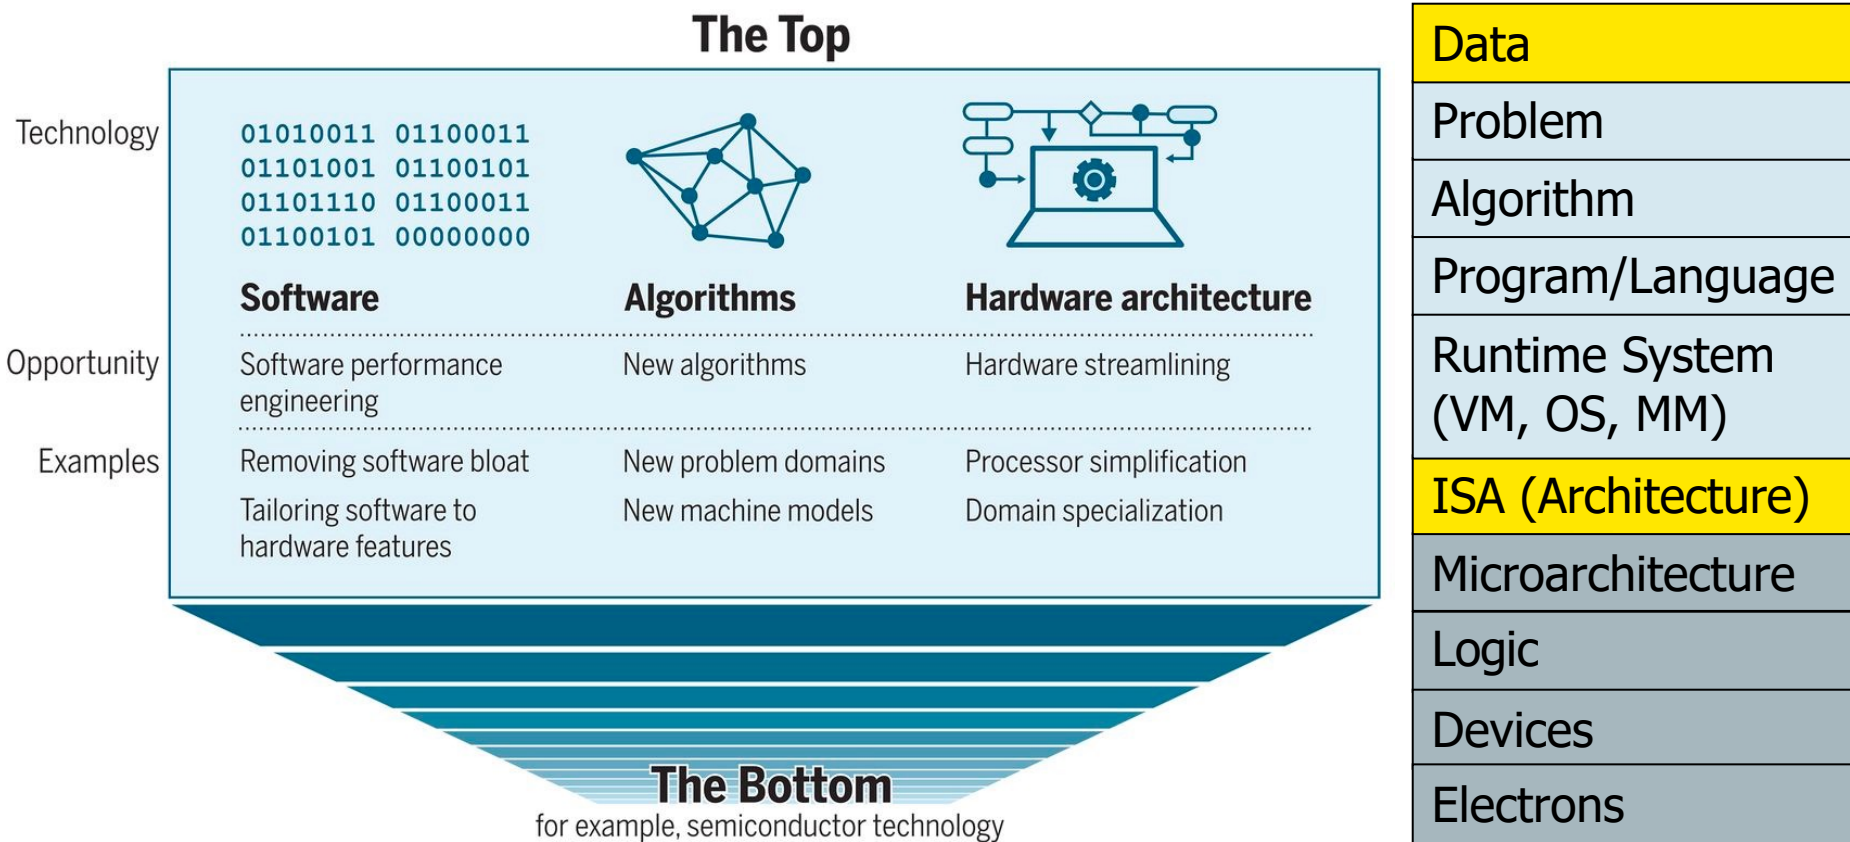 The Top
Technology
01010011 01100011
01101001 01100101
01101110 01100011
01100101 00000000
Software
Algorithms
Hardware architecture
Opportunity
Software performance
engineering
New algorithms
Hardware streamlining
Examples
Removing software bloat
New problem domains
Processor simplification
Tailoring software to
hardware features
New machine models
Domain specialization
The Bottom
for example, semiconductor technology
Data
Problem
Algorithm
Program/Language
Runtime System
(VM, OS, MM)
ISA (Architecture)
Microarchitecture
Logic
Devices
Electrons